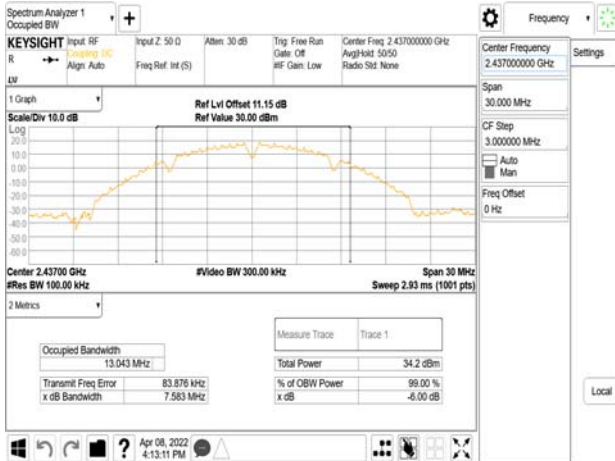 Spectrum Analyzer 1
Occupied BW
+
Frequency
KEYSIGHT
R
LXI
Input: RF
Coupling: DC
Align: Auto
Input Z: 50 Ω
Freq Ref: Int (S)
Atten: 30 dB
Trig: Free Run
Gate: Off
#IF Gain: Low
Center Freq: 2.437000000 GHz
Avg|Hold: 50/50
Radio Std: None
Center Frequency
2.437000000 GHz
Settings
Span
30.000 MHz
CF Step
3.000000 MHz
Auto
Man
Freq Offset
0 Hz
1 Graph
Scale/Div 10.0 dB
Ref Lvl Offset 11.15 dB
Ref Value 30.00 dBm
Log
20.0
10.0
0.00
-10.0
-20.0
-30.0
-40.0
-50.0
-60.0
Center 2.43700 GHz
#Res BW 100.00 kHz
#Video BW 300.00 kHz
Span 30 MHz
Sweep 2.93 ms (1001 pts)
2 Metrics
Measure Trace
Trace 1
Occupied Bandwidth
13.043 MHz
Total Power
34.2 dBm
Transmit Freq Error
83.876 kHz
% of OBW Power
99.00 %
x dB Bandwidth
7.583 MHz
x dB
-6.00 dB
Local
?
Apr 08, 2022
4:13:11 PM